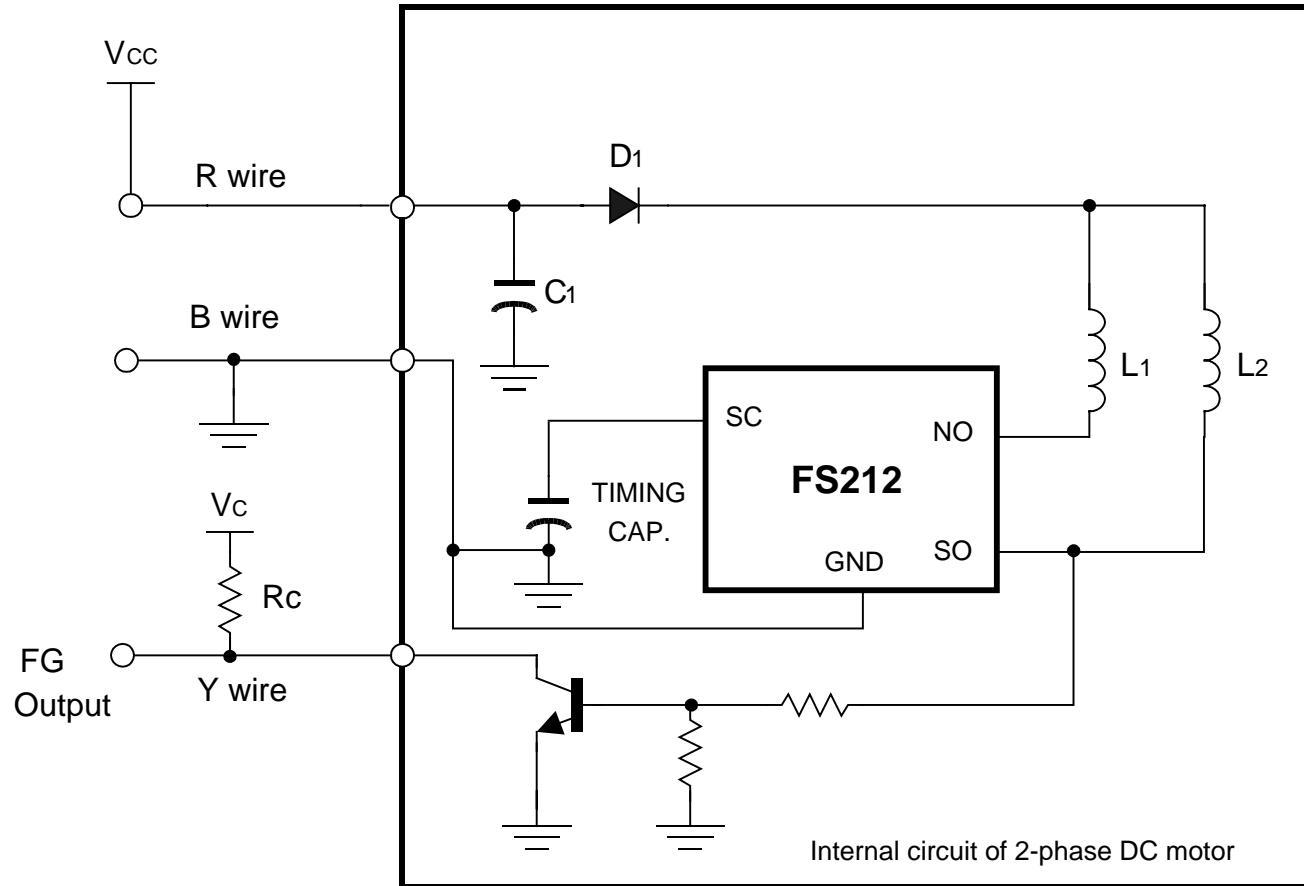 VCC
R wire
D1
C1
B wire
L1
L2
SC
NO
FS212
TIMING
CAP.
SO
GND
VC
Rc
FG
Output
Y wire
Internal circuit of 2-phase DC motor